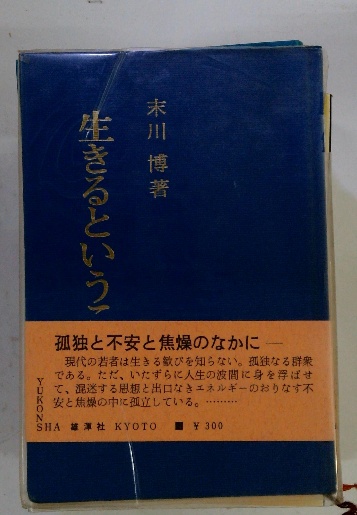 末川 博 著
生きるという
孤独と不安と焦燥のなかに—
現代の若者は生きる歓びを知らない。孤独なる群衆
である。ただ、いたずらに人生の波間に身を浮ばせ
て、混迷する思想と出口なきエネルギーのおりなす不
安と焦燥の中に孤立している。………
YUKONSHA 雄渾社 KYOTO ■ ¥300